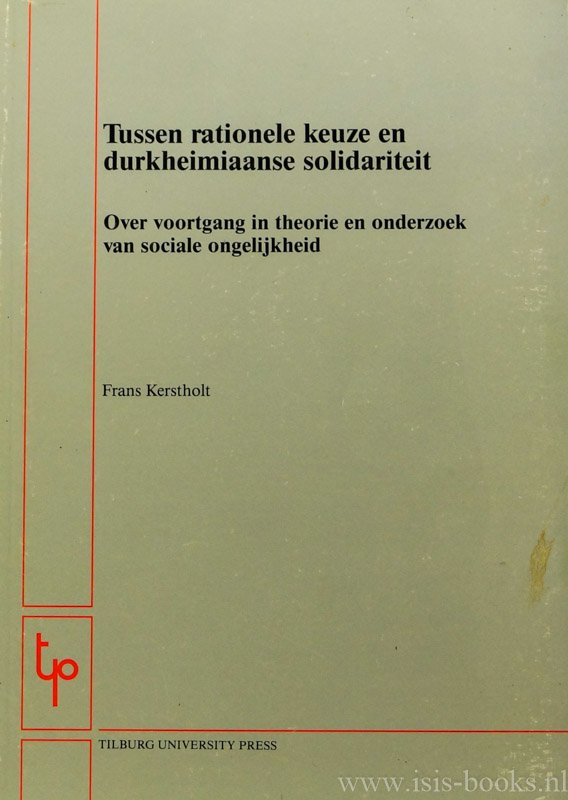 Tussen rationele keuze en
durkheimiaanse solidariteit
Over voortgang in theorie en onderzoek
van sociale ongelijkheid
Frans Kerstholt
tup
TILBURG UNIVERSITY PRESS
www.isis-books.nl